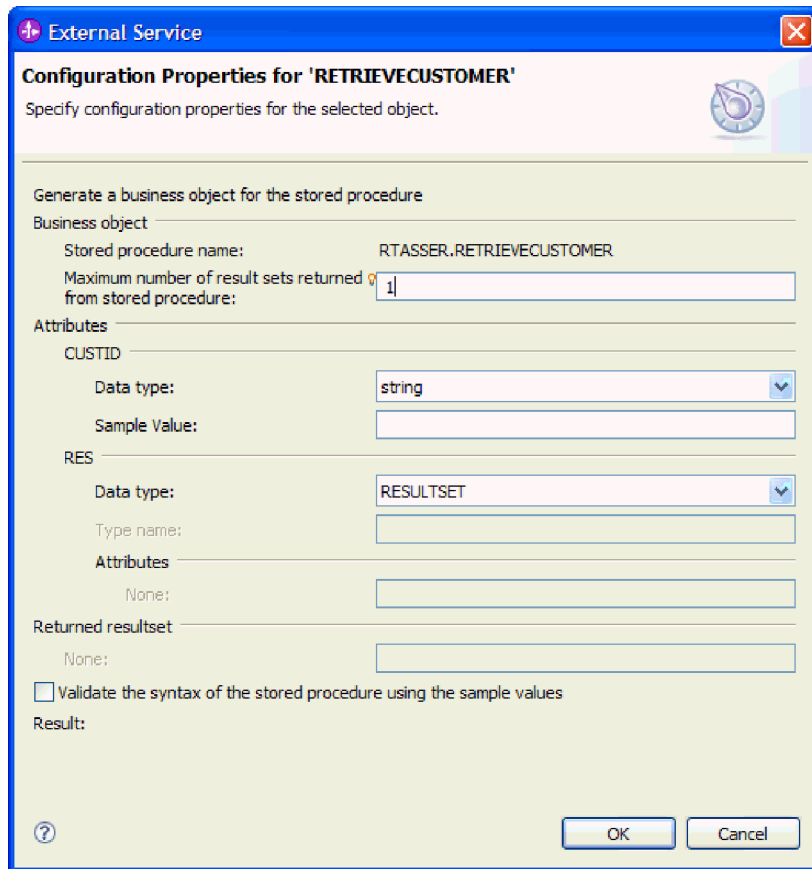 External Service
Configuration Properties for 'RETRIEVECUSTOMER'
Specify configuration properties for the selected object.
Generate a business object for the stored procedure
Business object
Stored procedure name: RTASSER.RETRIEVECUSTOMER
Maximum number of result sets returned
from stored procedure: 1
Attributes
CUSTID
Data type: string
Sample Value:
RES
Data type: RESULTSET
Type name:
Attributes
None:
Returned resultset
None:
Validate the syntax of the stored procedure using the sample values
Result:
? OK Cancel